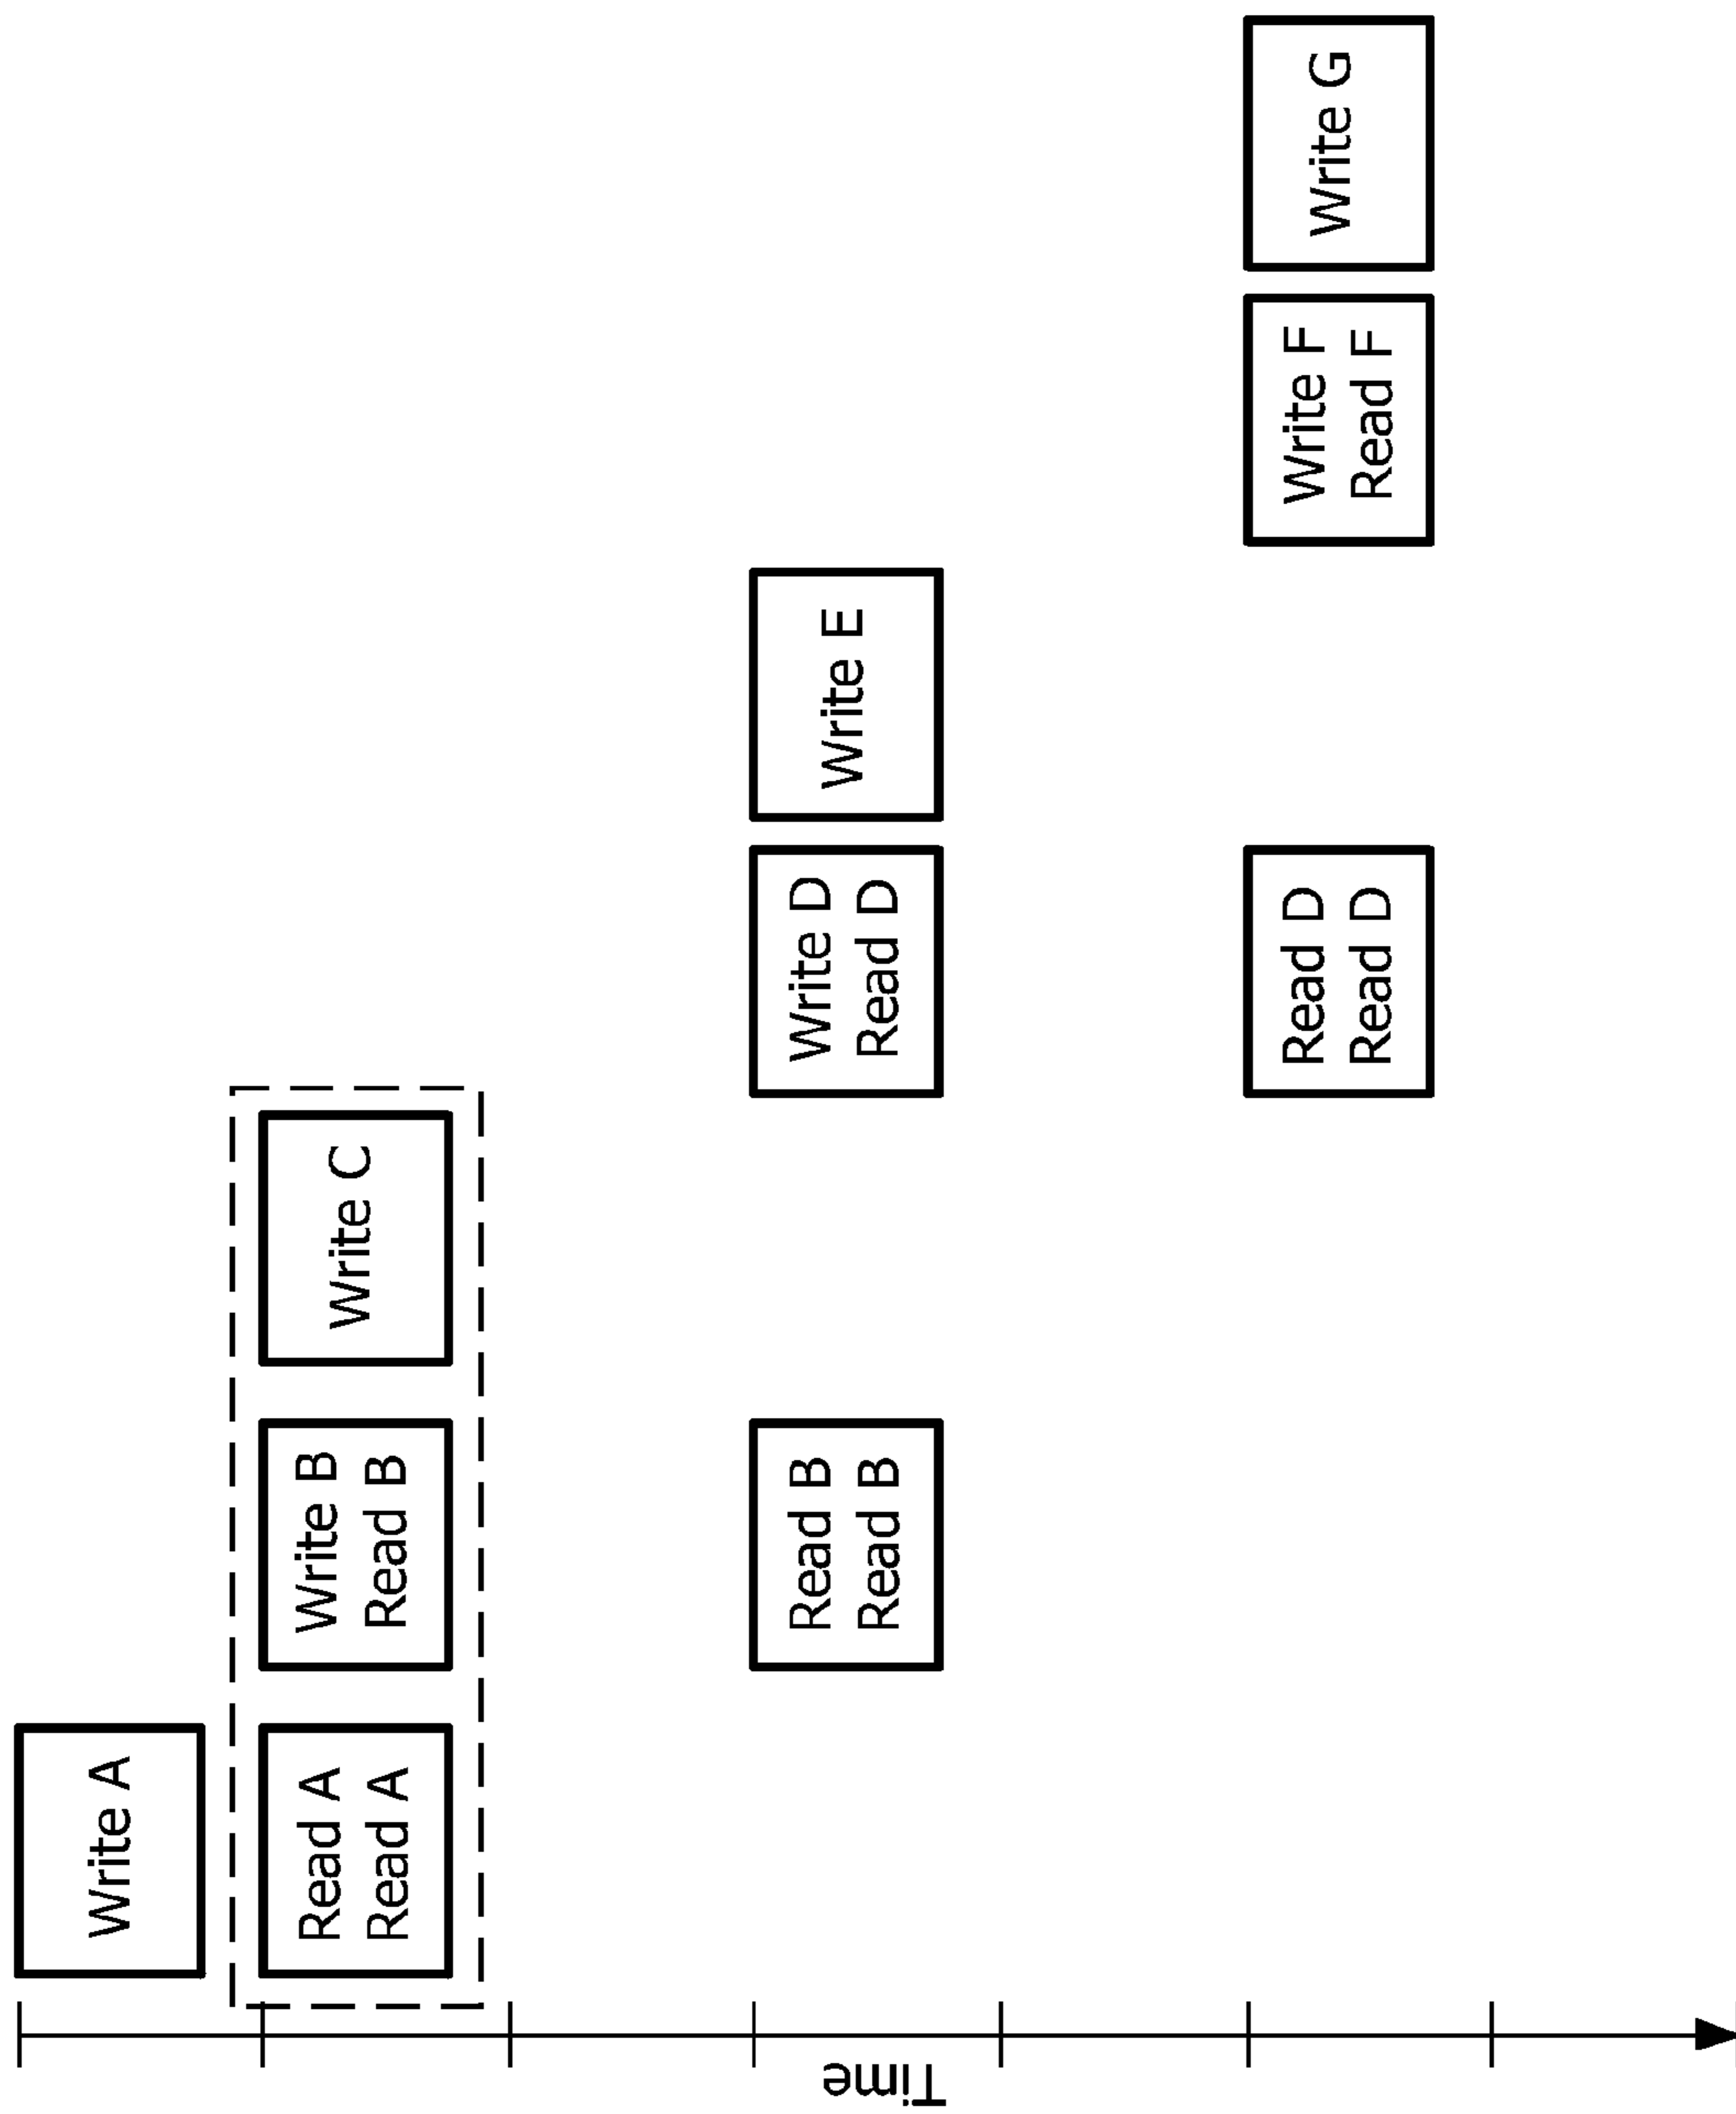 Write A
Read A
Read A
Write B
Read B
Write C
Time
Read B
Read B
Write D
Read D
Write E
Read D
Read D
Write F
Read F
Write G